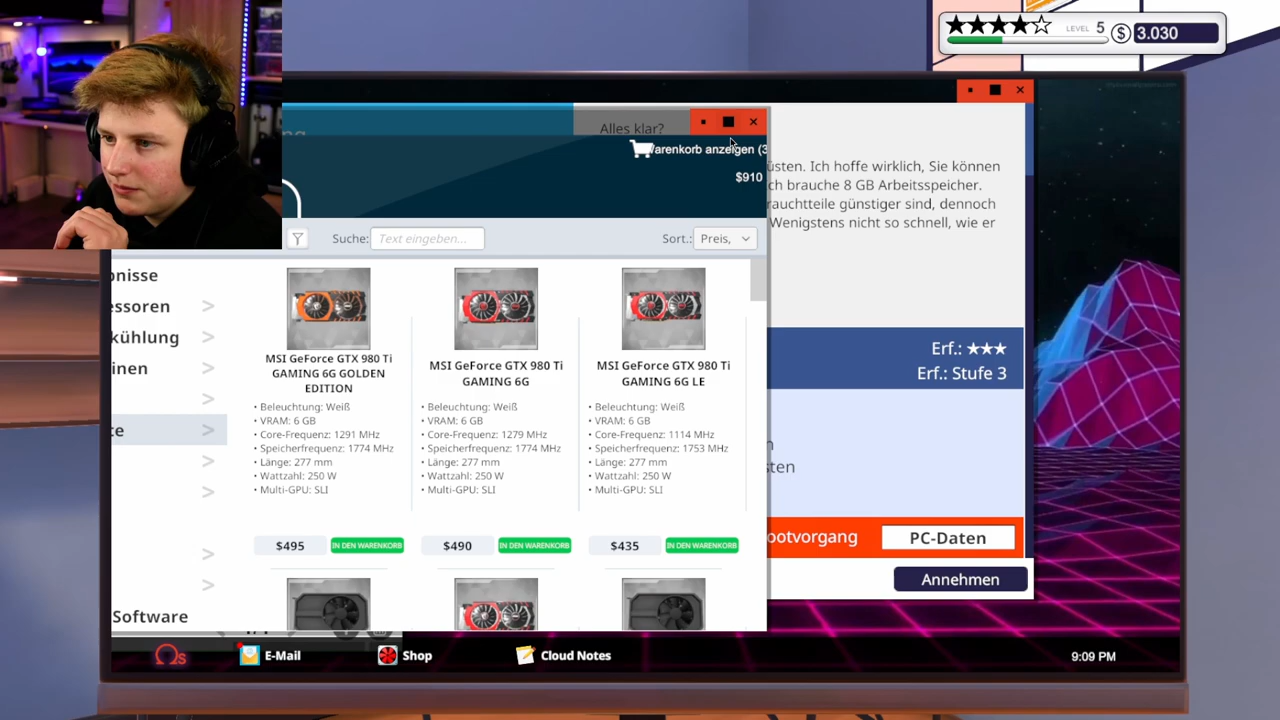 LEVEL 5 $ 3.030
Alles klar?
arenkorb anzeigen (3
$910
üsten. Ich hoffe wirklich, Sie können
ch brauche 8 GB Arbeitsspeicher.
rauchtteile günstiger sind, dennoch
Wenigstens nicht so schnell, wie er
Suche: Text eingeben...
Sort.: Preis,
bnisse
essoren
kühlung
inen
te
Software
MSI GeForce GTX 980 Ti
GAMING 6G GOLDEN
EDITION
• Beleuchtung: Weiß
• VRAM: 6 GB
• Core-Frequenz: 1291 MHz
• Speicherfrequenz: 1774 MHz
• Länge: 277 mm
• Wattzahl: 250 W
• Multi-GPU: SLI
$495 IN DEN WARENKORB
MSI GeForce GTX 980 Ti
GAMING 6G
• Beleuchtung: Weiß
• VRAM: 6 GB
• Core-Frequenz: 1279 MHz
• Speicherfrequenz: 1774 MHz
• Länge: 277 mm
• Wattzahl: 250 W
• Multi-GPU: SLI
$490 IN DEN WARENKORB
MSI GeForce GTX 980 Ti
GAMING 6G LE
• Beleuchtung: Weiß
• VRAM: 6 GB
• Core-Frequenz: 1114 MHz
• Speicherfrequenz: 1753 MHz
• Länge: 277 mm
• Wattzahl: 250 W
• Multi-GPU: SLI
$435 IN DEN WARENKORB
Erf.: ★★★
Erf.: Stufe 3
n
sten
ootvorgang
PC-Daten
Annehmen
Ωs E-Mail Shop Cloud Notes 9:09 PM